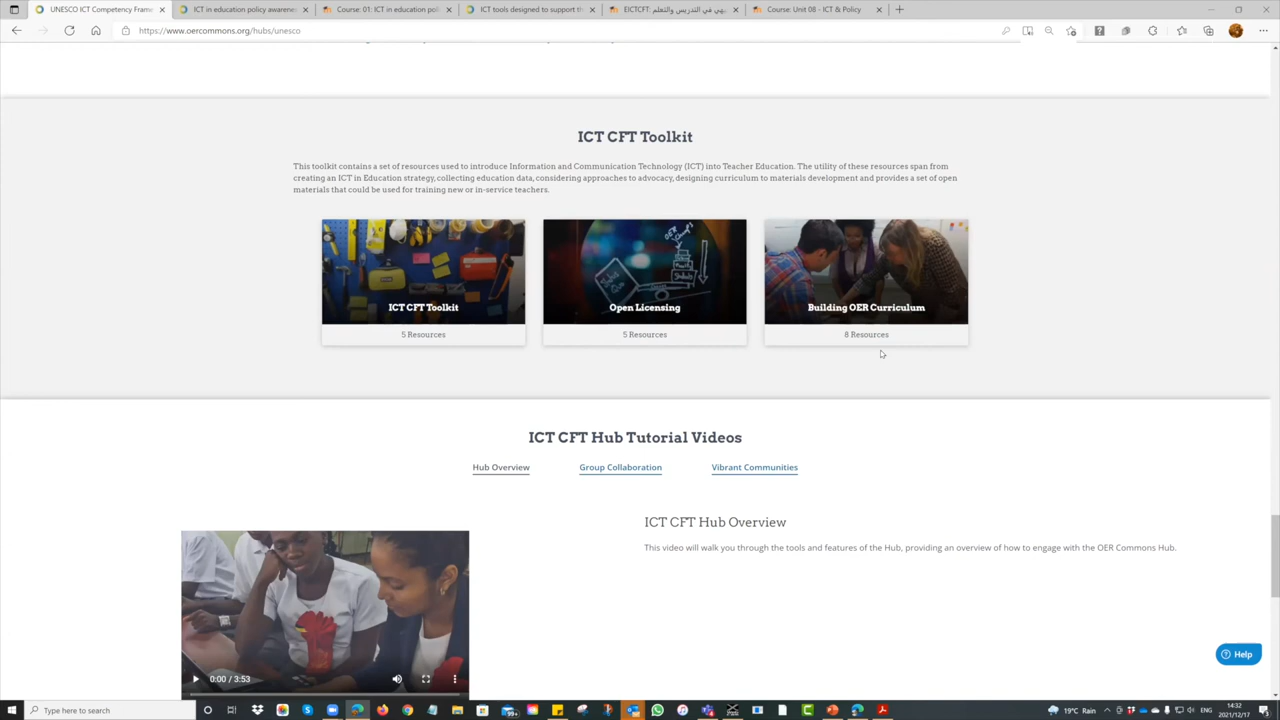 UNESCO ICT Competency Fram
ICT in education policy awarene
Course: 01: ICT in education pol
ICT tools designed to support th
EICTCFT: هي في التدريس والتعلم
Course: Unit 08 - ICT & Policy
https://www.oercommons.org/hubs/unesco
ICT CFT Toolkit
This toolkit contains a set of resources used to introduce Information and Communication Technology (ICT) into Teacher Education. The utility of these resources span from
creating an ICT in Education strategy, collecting education data, considering approaches to advocacy, designing curriculum to materials development and provides a set of open
materials that could be used for training new or in-service teachers.
ICT CFT Toolkit
5 Resources
Open Licensing
5 Resources
Building OER Curriculum
8 Resources
ICT CFT Hub Tutorial Videos
Hub Overview
Group Collaboration
Vibrant Communities
ICT CFT Hub Overview
This video will walk you through the tools and features of the Hub, providing an overview of how to engage with the OER Commons Hub.
0:00 / 3:53
Help
Type here to search
99+
19°C Rain
ENG
14:32
2021/12/17